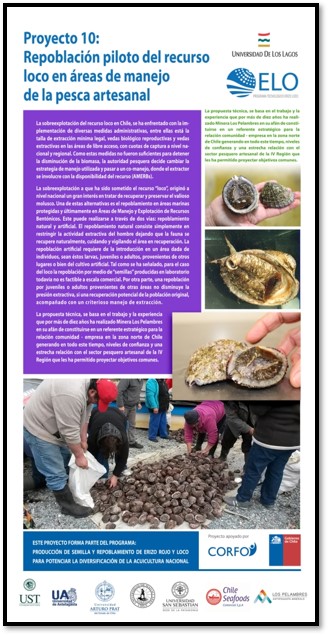 Proyecto 10:
Repoblación piloto del recurso
loco en áreas de manejo
de la pesca artesanal
UNIVERSIDAD DE LOS LAGOS
ELO
La sobreexplotación del recurso loco en Chile, se ha enfrentado con la im-
plementación de diversas medidas administrativas, entre ellas está la
talla de extracción mínima legal, vedas biológico reproductivas y vedas
extractivas en las áreas de libre acceso, con costas de captura a nivel na-
cional y regional. Como estas medidas no fueron suficientes para detener
la disminución de la biomasa, la autoridad pesquera decide cambiar la
estrategia de manejo utilizada y pasar a un co-manejo, donde el extractor
se involucre con la disponibilidad del recurso (AMERBs).
Sobreexplotación a que ha sido sometido el recurso "loco", originó a
nivel nacional un gran interés en tratar de recuperar y preservar el valioso
molusco. Una de estas alternativas es el repoblamiento en áreas marinas
protegidas y últimamente en Áreas de Manejo y Explotación de Recursos
Bentónicos. Este puede realizarse a través de dos vías: repoblamiento
natural y artificial. El repoblamiento natural consiste simplemente en
restringir la actividad extractiva del hombre dejando que la fauna se
recupere naturalmente, cuidando y vigilando el área en recuperación. La
repoblación artificial requiere de la introducción en un área dada de
individuos, sean éstos larvas, juveniles o adultos, provenientes de otros
lugares o bien del cultivo artificial. Tal como se ha señalado, para el caso
del loco la repoblación por medio de "semillas" producidas en laboratorio
todavía no es factible a escala comercial. Por otra parte, una repoblación
por juveniles o adultos provenientes de otras áreas no disminuye la
presión extractiva, si una recuperación potencial de la población original,
acompañado con un criterioso manejo de extracción.
La propuesta técnica, se basa en el trabajo y la experiencia
que por más de diez años ha realizado Minera Los Pelambres
en su afán de constituirse en un referente estratégico para la
relación comunidad - empresa en la zona norte de Chile
generando en todo este tiempo, niveles de confianza y una
estrecha relación con el sector pesquero artesanal de la IV
Región que les ha permitido proyectar objetivos comunes.
La propuesta técnica, se basa en el trabajo y la
experiencia que por más de diez años ha reali-
zado Minera Los Pelambres en su afán de consti-
tuirse en un referente estratégico para la
relación comunidad - empresa en la zona norte
de Chile generando en todo este tiempo, niveles
de confianza y una estrecha relación con el
sector pesquero artesanal de la IV Región que
les ha permitido proyectar objetivos comunes.
ESTE PROYECTO FORMA PARTE DEL PROGRAMA:
PRODUCCIÓN DE SEMILLA Y REPOBLAMIENTO DE ERIZO ROJO Y LOCO
PARA POTENCIAR LA DIVERSIFICACIÓN DE LA ACUICULTURA NACIONAL
Proyecto apoyado por
CORFO
Gobierno de Chile
UST
UA
Universidad de Antofagasta
ARTURO PRAT
UNIVERSIDAD
SAN SEBASTIAN
Chile
Seafoods
LOS PELAMBRES